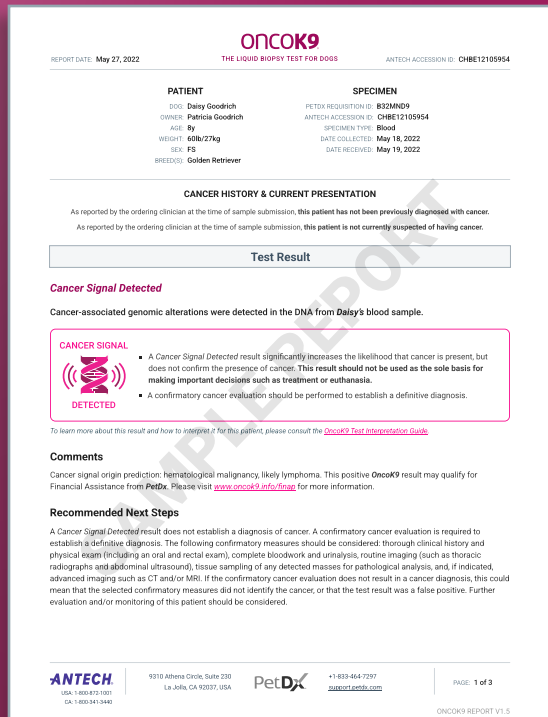 ONCOK9
THE LIQUID BIOPSY TEST FOR DOGS
REPORT DATE: May 27, 2022
ANTECH ACCESSION ID: CHBE12105954
PATIENT
DOG: Daisy Goodrich
OWNER: Patricia Goodrich
AGE: 8y
WEIGHT: 60lb/27kg
SEX: FS
BREED(S): Golden Retriever
SPECIMEN
PETDX REQUISITION ID: B32MND9
ANTECH ACCESSION ID: CHBE12105954
SPECIMEN TYPE: Blood
DATE COLLECTED: May 18, 2022
DATE RECEIVED: May 19, 2022
CANCER HISTORY & CURRENT PRESENTATION
As reported by the ordering clinician at the time of sample submission, this patient has not been previously diagnosed with cancer.
As reported by the ordering clinician at the time of sample submission, this patient is not currently suspected of having cancer.
Test Result
Cancer Signal Detected
Cancer-associated genomic alterations were detected in the DNA from Daisy's blood sample.
CANCER SIGNAL
DETECTED
▪ A Cancer Signal Detected result significantly increases the likelihood that cancer is present, but
does not confirm the presence of cancer. This result should not be used as the sole basis for
making important decisions such as treatment or euthanasia.
▪ A confirmatory cancer evaluation should be performed to establish a definitive diagnosis.
To learn more about this result and how to interpret it for this patient, please consult the OncoK9 Test Interpretation Guide.
Comments
Cancer signal origin prediction: hematological malignancy, likely lymphoma. This positive OncoK9 result may qualify for
Financial Assistance from PetDx. Please visit www.oncok9.info/finap for more information.
Recommended Next Steps
A Cancer Signal Detected result does not establish a diagnosis of cancer. A confirmatory cancer evaluation is required to
establish a definitive diagnosis. The following confirmatory measures should be considered: thorough clinical history and
physical exam (including an oral and rectal exam), complete bloodwork and urinalysis, routine imaging (such as thoracic
radiographs and abdominal ultrasound), tissue sampling of any detected masses for pathological analysis, and, if indicated,
advanced imaging such as CT and/or MRI. If the confirmatory cancer evaluation does not result in a cancer diagnosis, this could
mean that the selected confirmatory measures did not identify the cancer, or that the test result was a false positive. Further
evaluation and/or monitoring of this patient should be considered.
SAMPLE REPORT
ANTECH
USA: 1-800-872-1001
CA: 1-800-341-3440
9310 Athena Circle, Suite 230
La Jolla, CA 92037, USA
PetDX
+1-833-464-7297
support.petdx.com
PAGE: 1 of 3
ONCOK9 REPORT V1.5